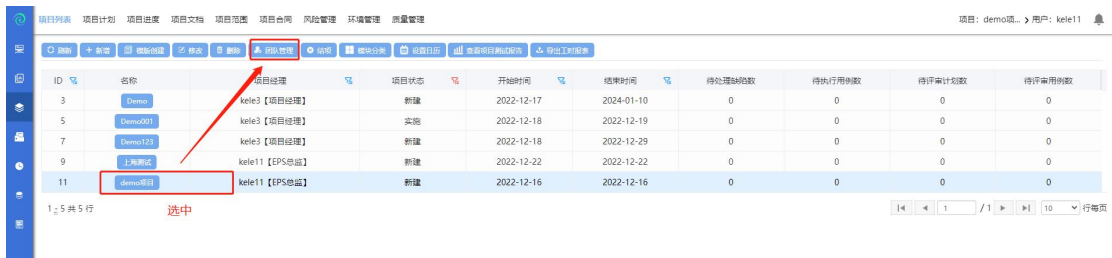 项目列表 项目计划 项目进度 项目文档 项目范围 项目合同 风险管理 环境管理 质量管理 项目: demo项... > 用户: kele11
刷新 新增 模版创建 修改 删除 团队管理 结项 模块分类 设置日历 查看项目测试报告 导出工时报表
ID 名称 项目经理 项目状态 开始时间 结束时间 待处理缺陷数 待执行用例数 待评审计划数 待评审用例数
3 Demo kele3【项目经理】 新建 2022-12-17 2024-01-10 0 0 0 0
5 Demo001 kele3【项目经理】 实施 2022-12-18 2022-12-19 0 0 0 0
7 Demo123 kele3【项目经理】 新建 2022-12-18 2022-12-29 0 0 0 0
9 上海测试 kele11【EPS总监】 新建 2022-12-22 2022-12-22 0 0 0 0
11 demo项目 kele11【EPS总监】 新建 2022-12-16 2022-12-16 0 0 0 0
1 - 5 共 5 行 选中 1 / 1 10 行每页